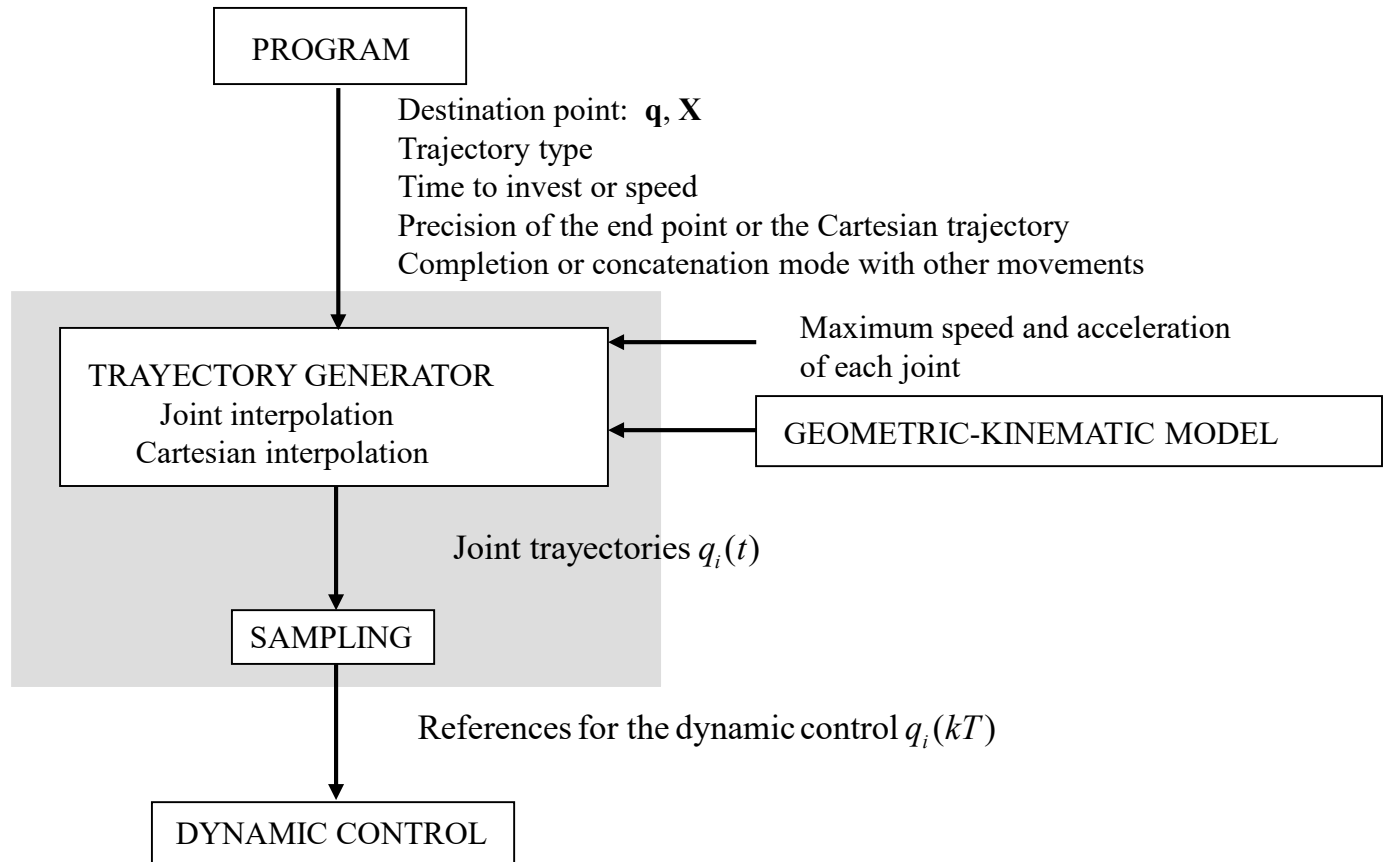 PROGRAM
Destination point: q, X
Trajectory type
Time to invest or speed
Precision of the end point or the Cartesian trajectory
Completion or concatenation mode with other movements
Maximum speed and acceleration
of each joint
TRAYECTORY GENERATOR
Joint interpolation
Cartesian interpolation
GEOMETRIC-KINEMATIC MODEL
Joint trayectories q_i(t)
SAMPLING
References for the dynamic control q_i(kT)
DYNAMIC CONTROL